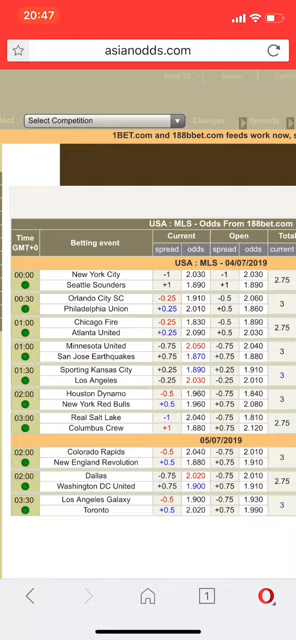 20:47
asianodds.com
Select Competition
Changes
Rewards
1BET.com and 188bbet.com feeds work now,
USA : MLS - Odds From 188bet.com
Time GMT+0 Betting event Current Open Total
spread odds spread odds current
USA : MLS - 04/07/2019
00:00 New York City -1 2.030 -1 2.030 2.75
Seattle Sounders +1 1.890 +1 1.890
00:30 Orlando City SC -0.25 1.910 -0.5 2.060 3
Philadelphia Union +0.25 2.010 +0.5 1.860
01:00 Chicago Fire -0.25 1.830 -0.5 1.890 2.75
Atlanta United +0.25 2.090 +0.5 2.030
01:00 Minnesota United -0.75 2.050 -0.75 2.040 3
San Jose Earthquakes +0.75 1.870 +0.75 1.880
01:30 Sporting Kansas City +0.25 1.890 +0.25 1.910 3
Los Angeles -0.25 2.030 -0.25 2.010
02:00 Houston Dynamo -0.5 1.960 -0.75 1.840 3
New York Red Bulls +0.5 1.960 +0.75 2.080
03:00 Real Salt Lake -1 2.040 -0.75 1.810 2.75
Columbus Crew +1 1.880 +0.75 2.120
05/07/2019
02:00 Colorado Rapids -0.5 2.040 -0.75 2.010 3
New England Revolution +0.5 1.880 +0.75 1.910
02:00 Dallas -0.75 2.020 -0.75 2.010 2.75
Washington DC United +0.75 1.900 +0.75 1.910
03:30 Los Angeles Galaxy -0.5 1.900 -0.75 1.930 3
Toronto +0.5 2.020 +0.75 1.990
1